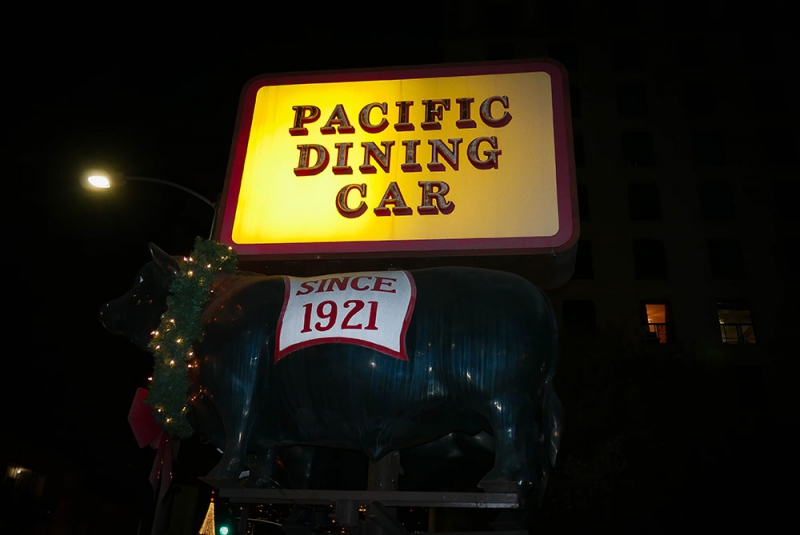 PACIFIC
DINING
CAR
SINCE
1921